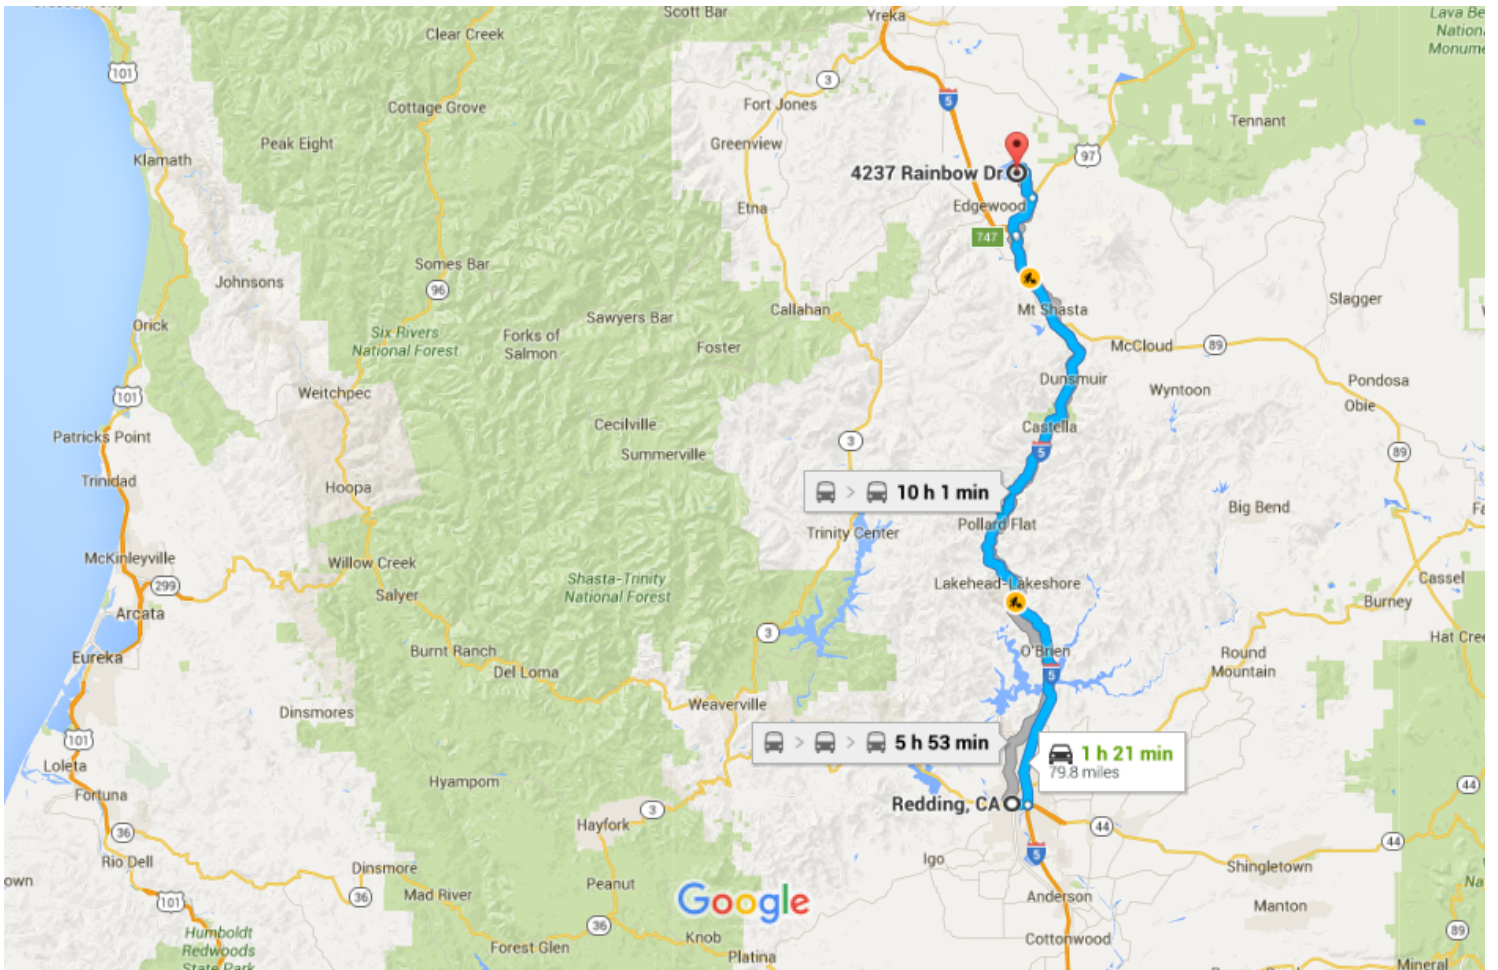 Crescent City
Scott Bar
Yreka
Lava Be
Nation
Monume
Clear Creek
101
3
5
Cottage Grove
Fort Jones
Tennant
Peak Eight
Greenview
97
Klamath
4237 Rainbow Dr
Etna
Edgewood
747
Somes Bar
Johnsons
96
Slagger
Callahan
Mt Shasta
Orick
Six Rivers
National Forest
Forks of
Salmon
Sawyers Bar
Foster
McCloud
89
Dunsmuir
Pondosa
Weitchpec
Wyntoon
101
Obie
Cecilville
Castella
Patricks Point
3
5
89
Summerville
89
Trinidad
Hoopa
10 h 1 min
Big Bend
Fa
Pollard Flat
Trinity Center
McKinleyville
Willow Creek
Shasta-Trinity
National Forest
Lakehead-Lakeshore
Cassel
299
Salyer
Burney
Arcata
3
Hat Cree
Burnt Ranch
O'Brien
Round
Mountain
Eureka
Del Loma
5
Weaverville
Dinsmores
101
5 h 53 min
1 h 21 min
79.8 miles
Loleta
Hyampom
44
Fortuna
Redding, CA
3
Hayfork
44
36
44
Rio Dell
Igo
5
Shingletown
Dinsmore
own
36
Peanut
Na
Mad River
Anderson
101
Google
Manton
36
Humboldt
Redwoods
State Park
Forest Glen
Knob
Cottonwood
89
Platina
Mineral